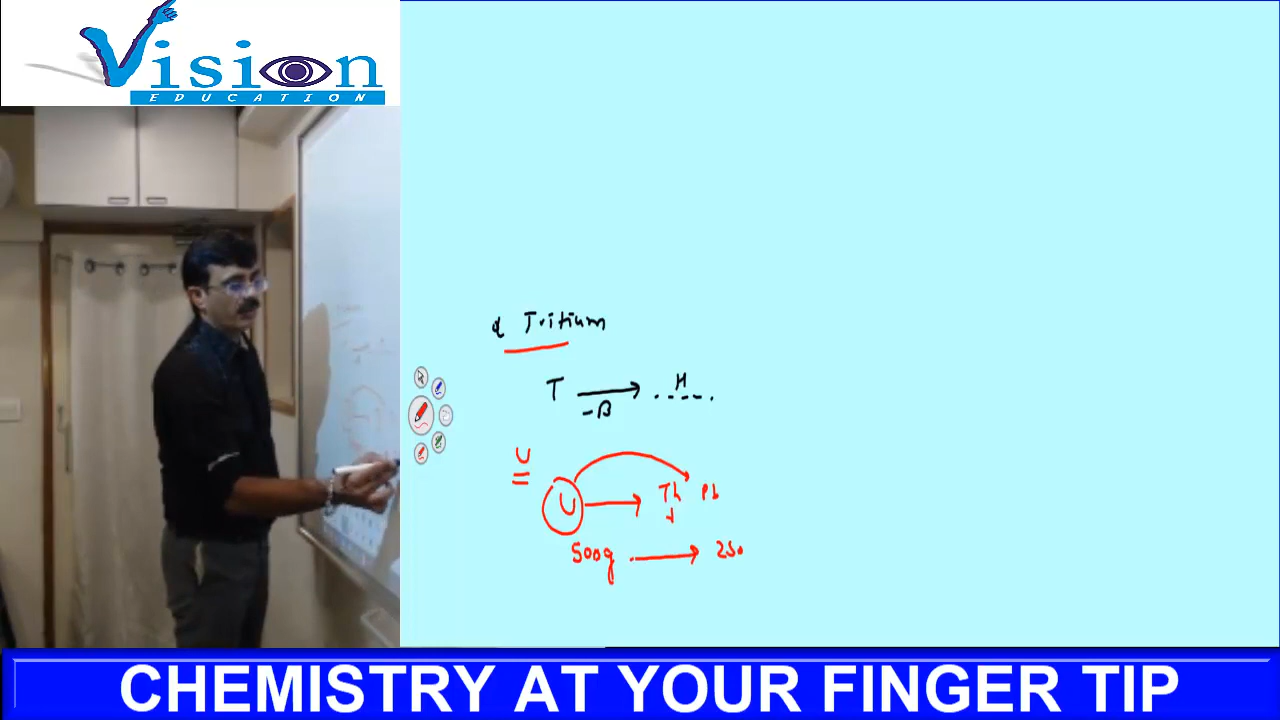 Vision
EDUCATION
Tritium
T → H
-β
U
U → Th Pb
500g → 250
CHEMISTRY AT YOUR FINGER TIP